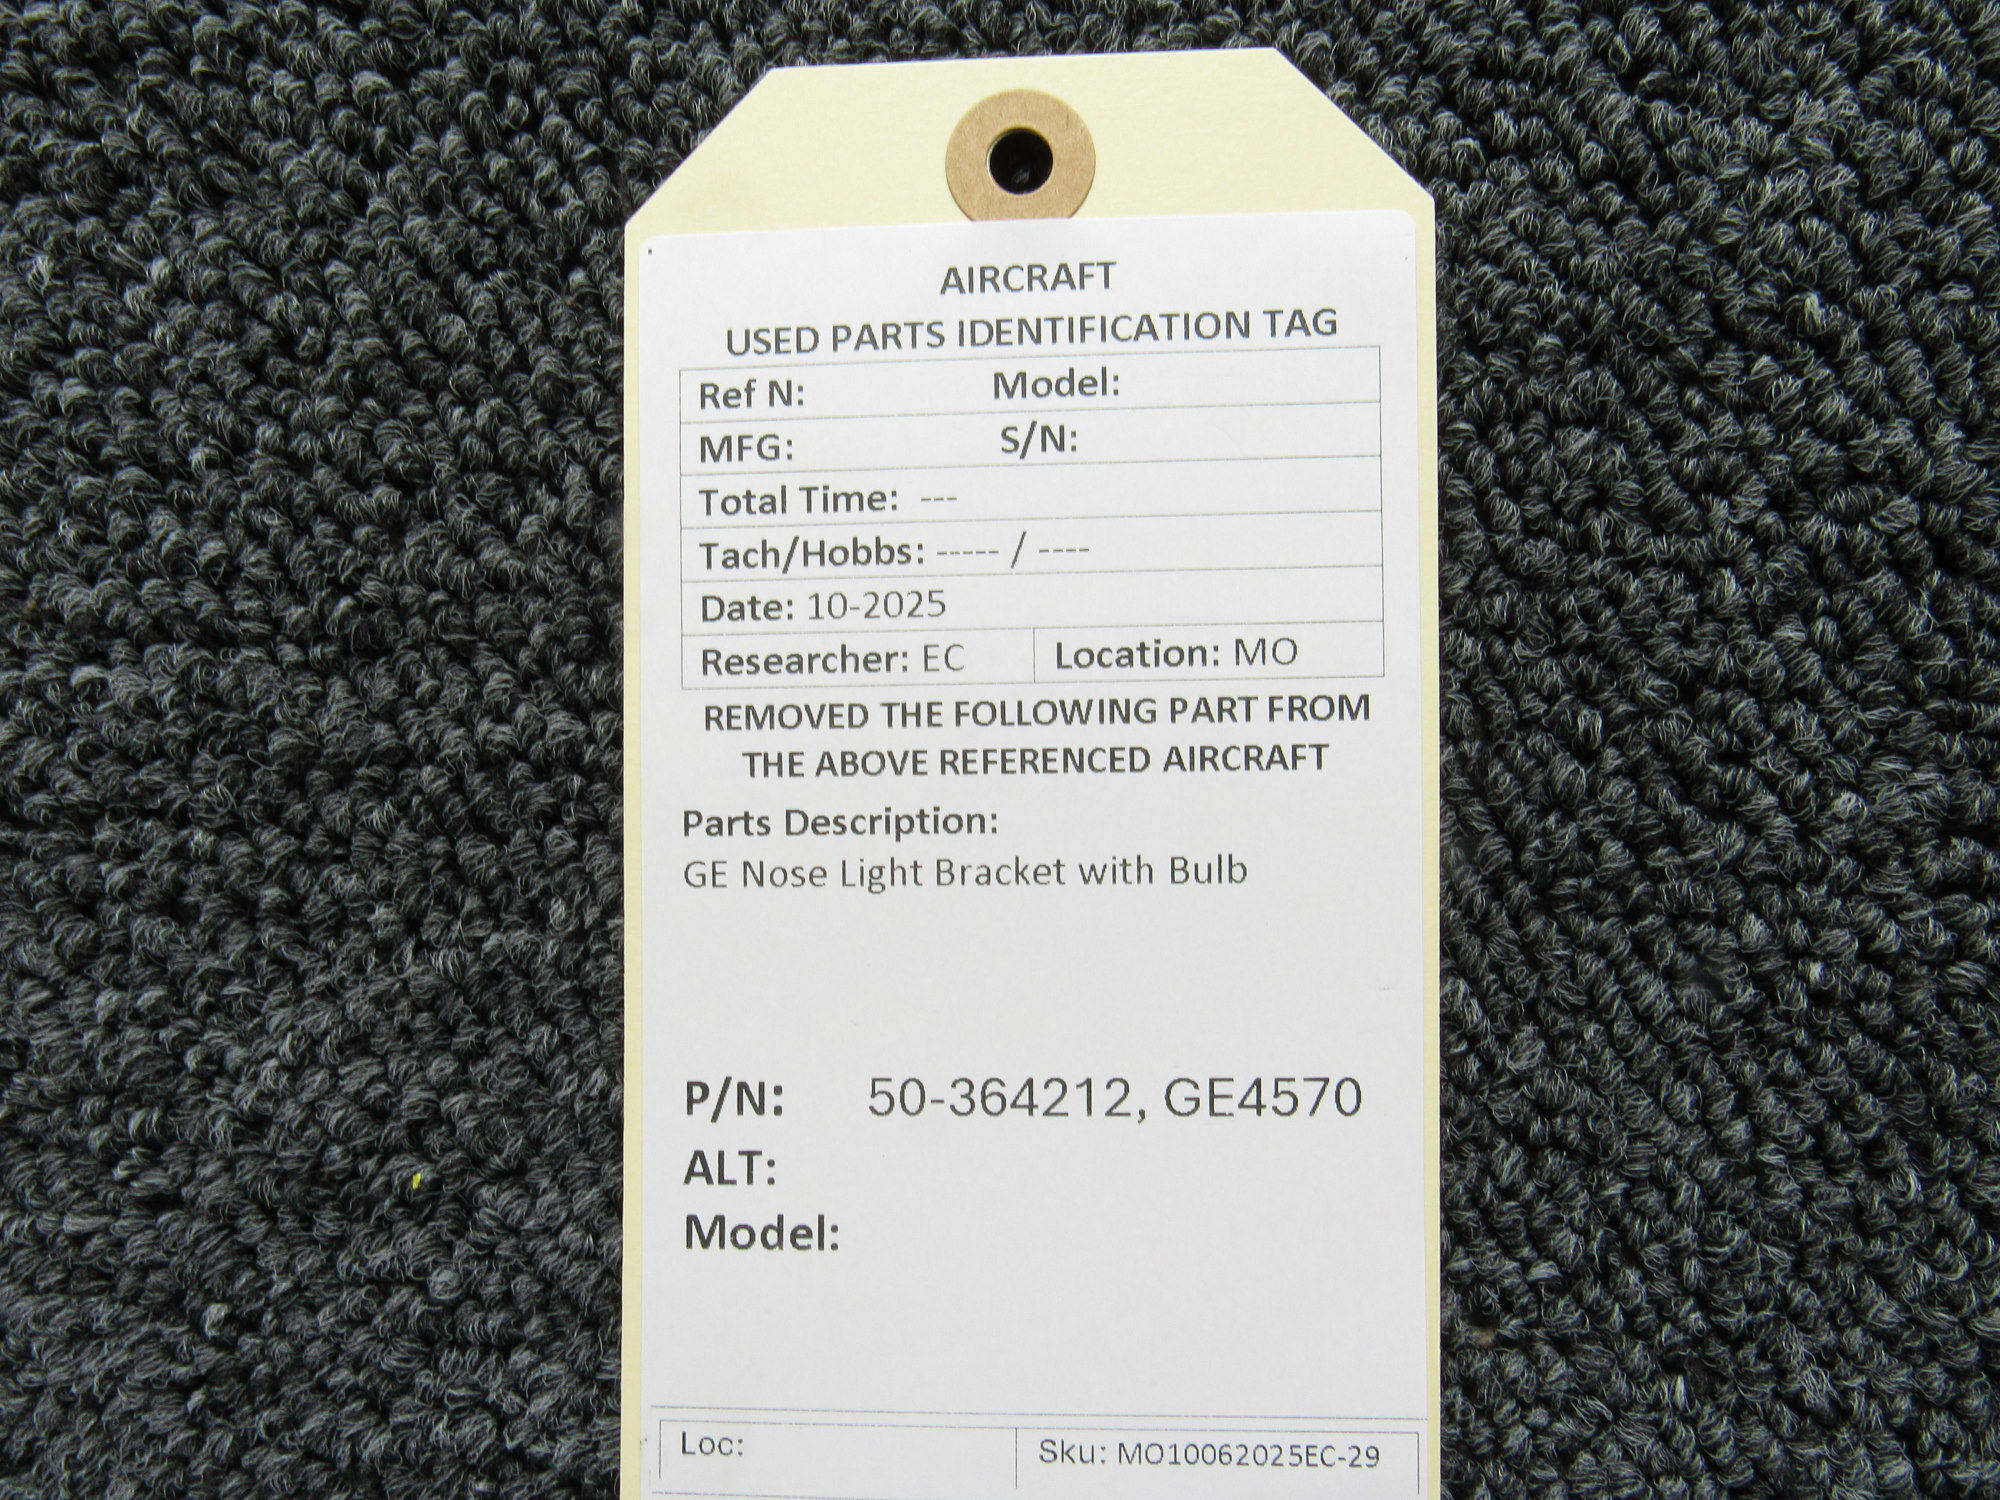 AIRCRAFT
USED PARTS IDENTIFICATION TAG
Ref N: Model:
MFG: S/N:
Total Time: ---
Tach/Hobbs: ----- / ----
Date: 10-2025
Researcher: EC Location: MO
REMOVED THE FOLLOWING PART FROM
THE ABOVE REFERENCED AIRCRAFT
Parts Description:
GE Nose Light Bracket with Bulb
P/N: 50-364212, GE4570
ALT:
Model:
Loc: Sku: MO10062025EC-29